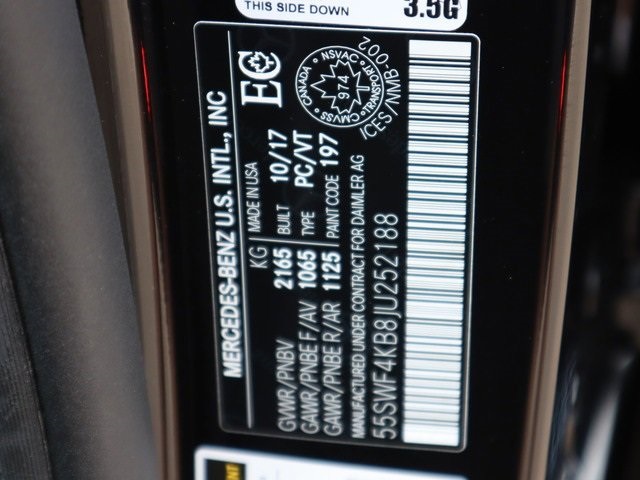 THIS SIDE DOWN
3.5G
MERCEDES-BENZ U.S. INTL., INC
KG MADE IN USA
GVWR/PNBV 2165 BUILT 10/17
GAWR/PNBE F/AV 1065 TYPE PC/VT
GAWR/PNBE R/AR 1125 PAINT CODE 197
MANUFACTURED UNDER CONTRACT FOR DAIMLER AG
55SWF4KB8JU252188
EC
CANADA • NSVAC • TRANSPORT • CMVSS •
974
ICES/NMB-002